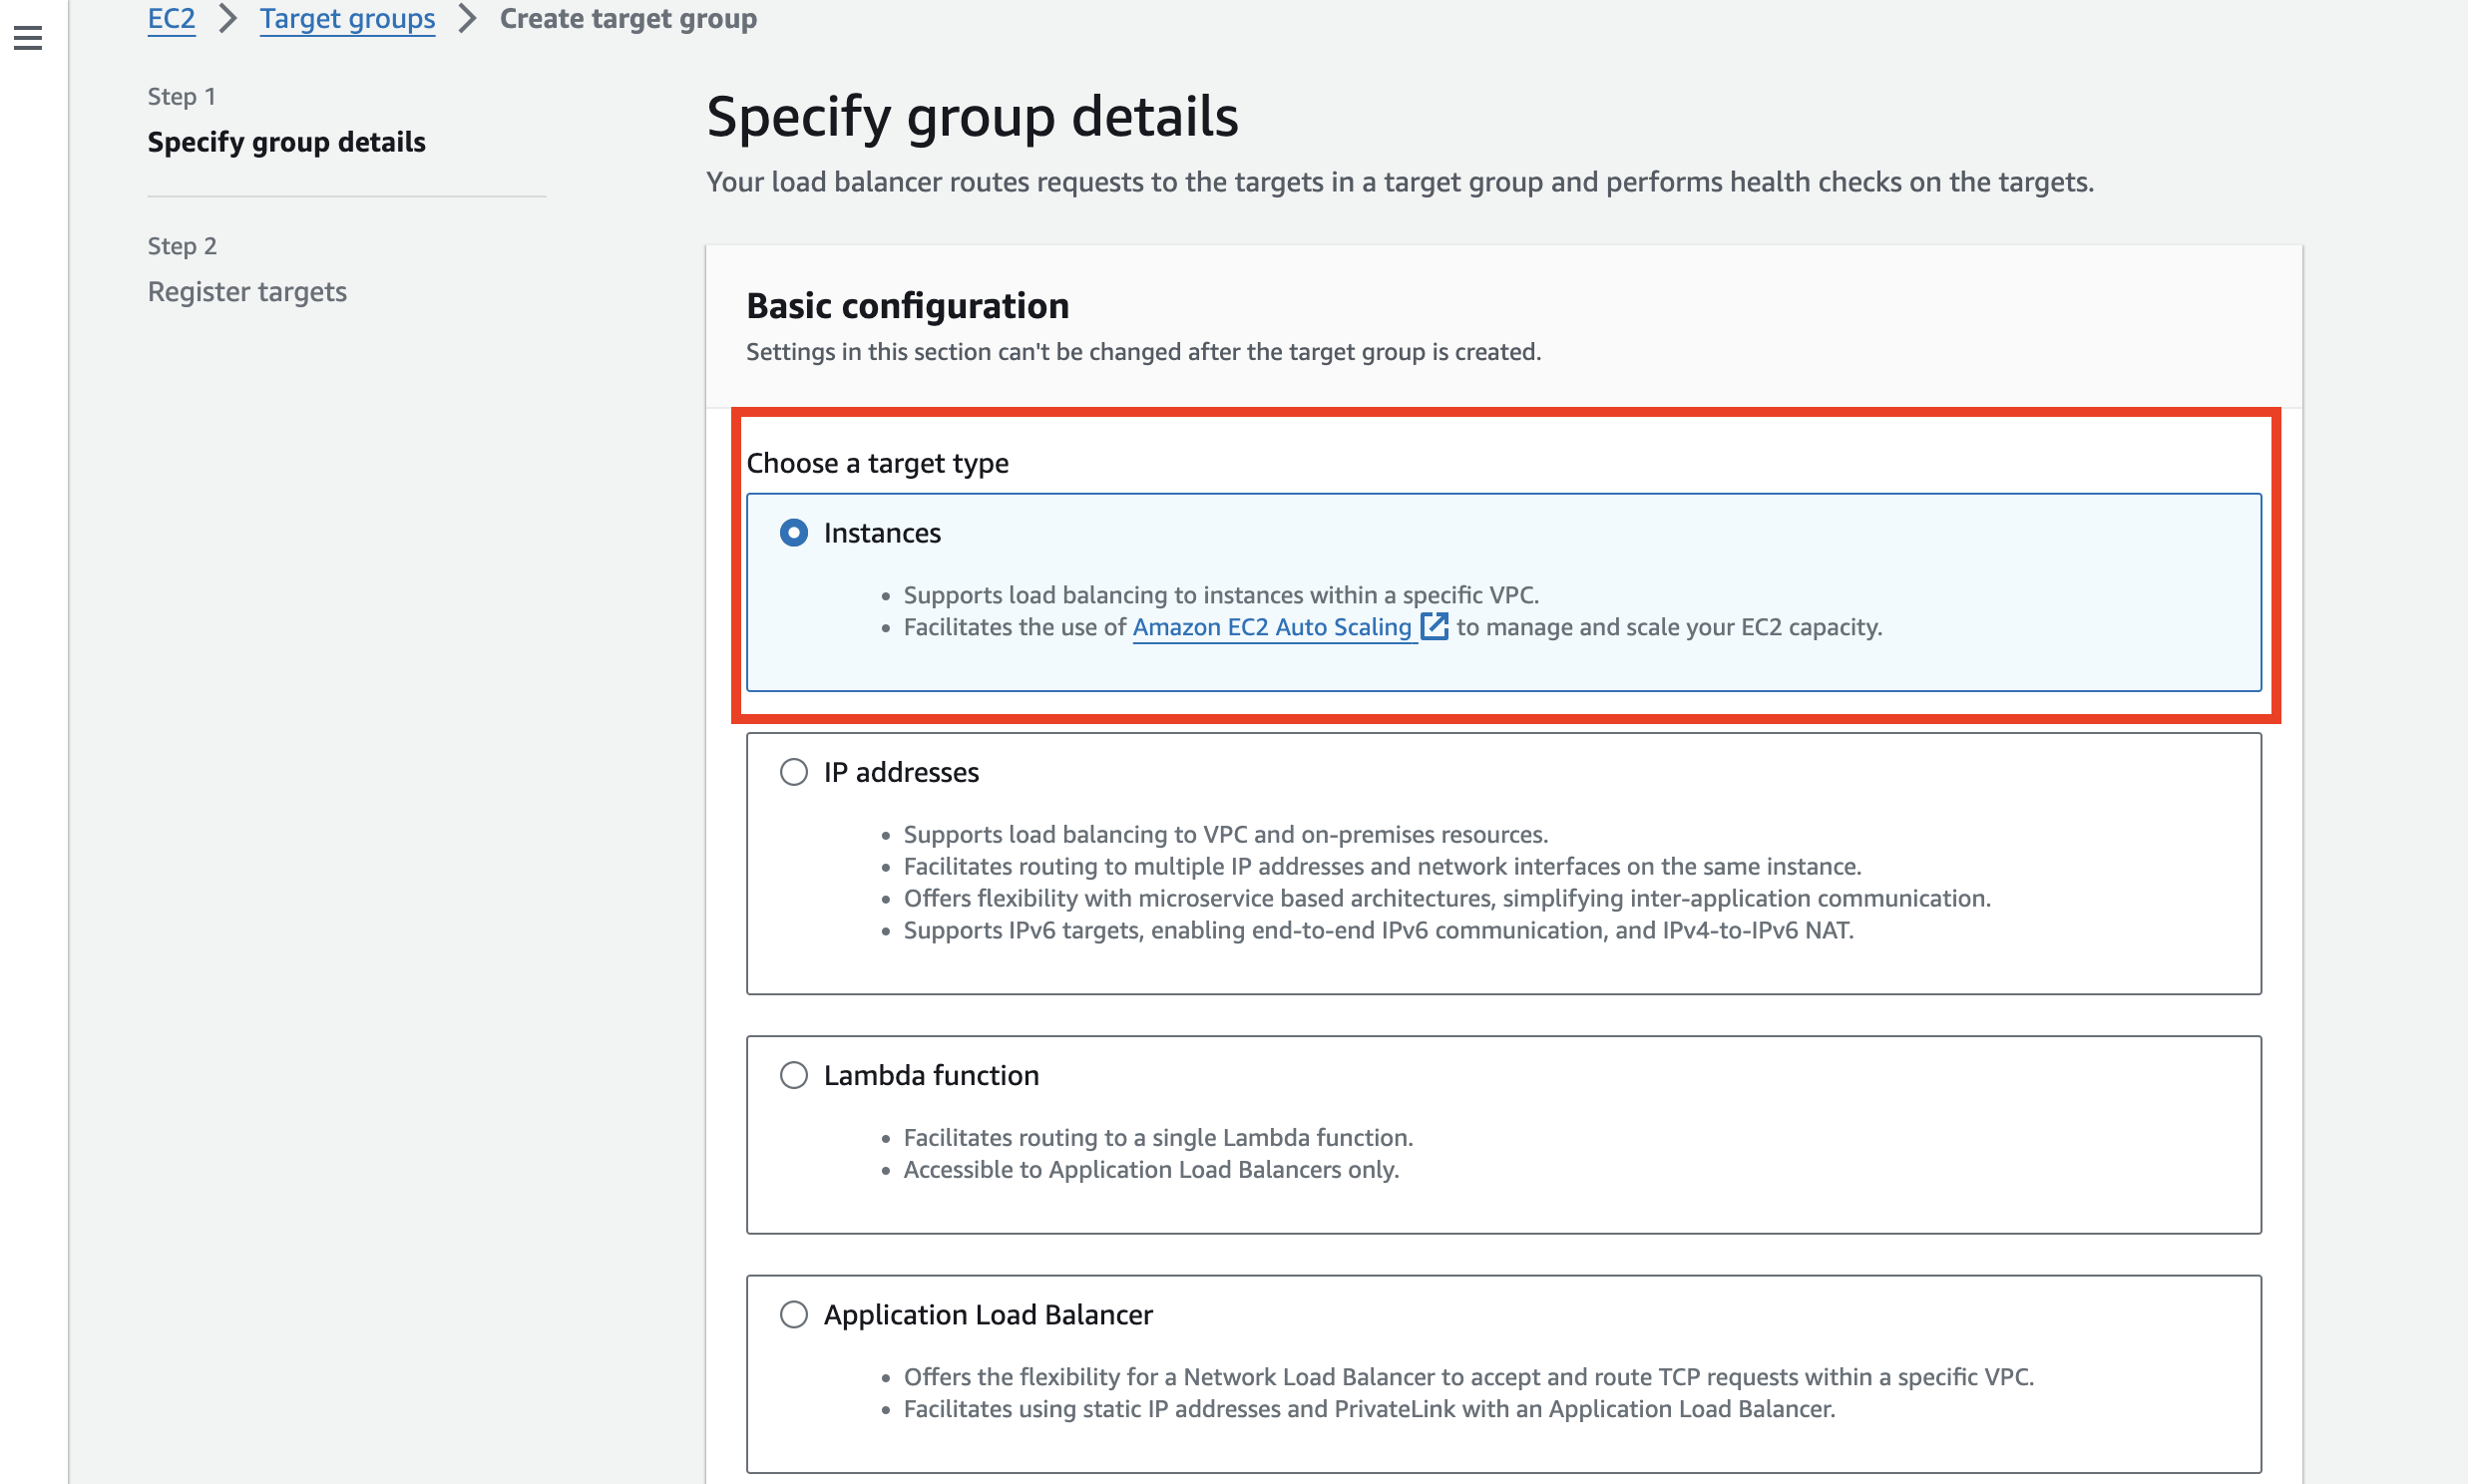 EC2 > Target groups > Create target group
Step 1
Specify group details
Step 2
Register targets
Specify group details
Your load balancer routes requests to the targets in a target group and performs health checks on the targets.
Basic configuration
Settings in this section can't be changed after the target group is created.
Choose a target type
Instances
• Supports load balancing to instances within a specific VPC.
• Facilitates the use of Amazon EC2 Auto Scaling to manage and scale your EC2 capacity.
IP addresses
• Supports load balancing to VPC and on-premises resources.
• Facilitates routing to multiple IP addresses and network interfaces on the same instance.
• Offers flexibility with microservice based architectures, simplifying inter-application communication.
• Supports IPv6 targets, enabling end-to-end IPv6 communication, and IPv4-to-IPv6 NAT.
Lambda function
• Facilitates routing to a single Lambda function.
• Accessible to Application Load Balancers only.
Application Load Balancer
• Offers the flexibility for a Network Load Balancer to accept and route TCP requests within a specific VPC.
• Facilitates using static IP addresses and PrivateLink with an Application Load Balancer.